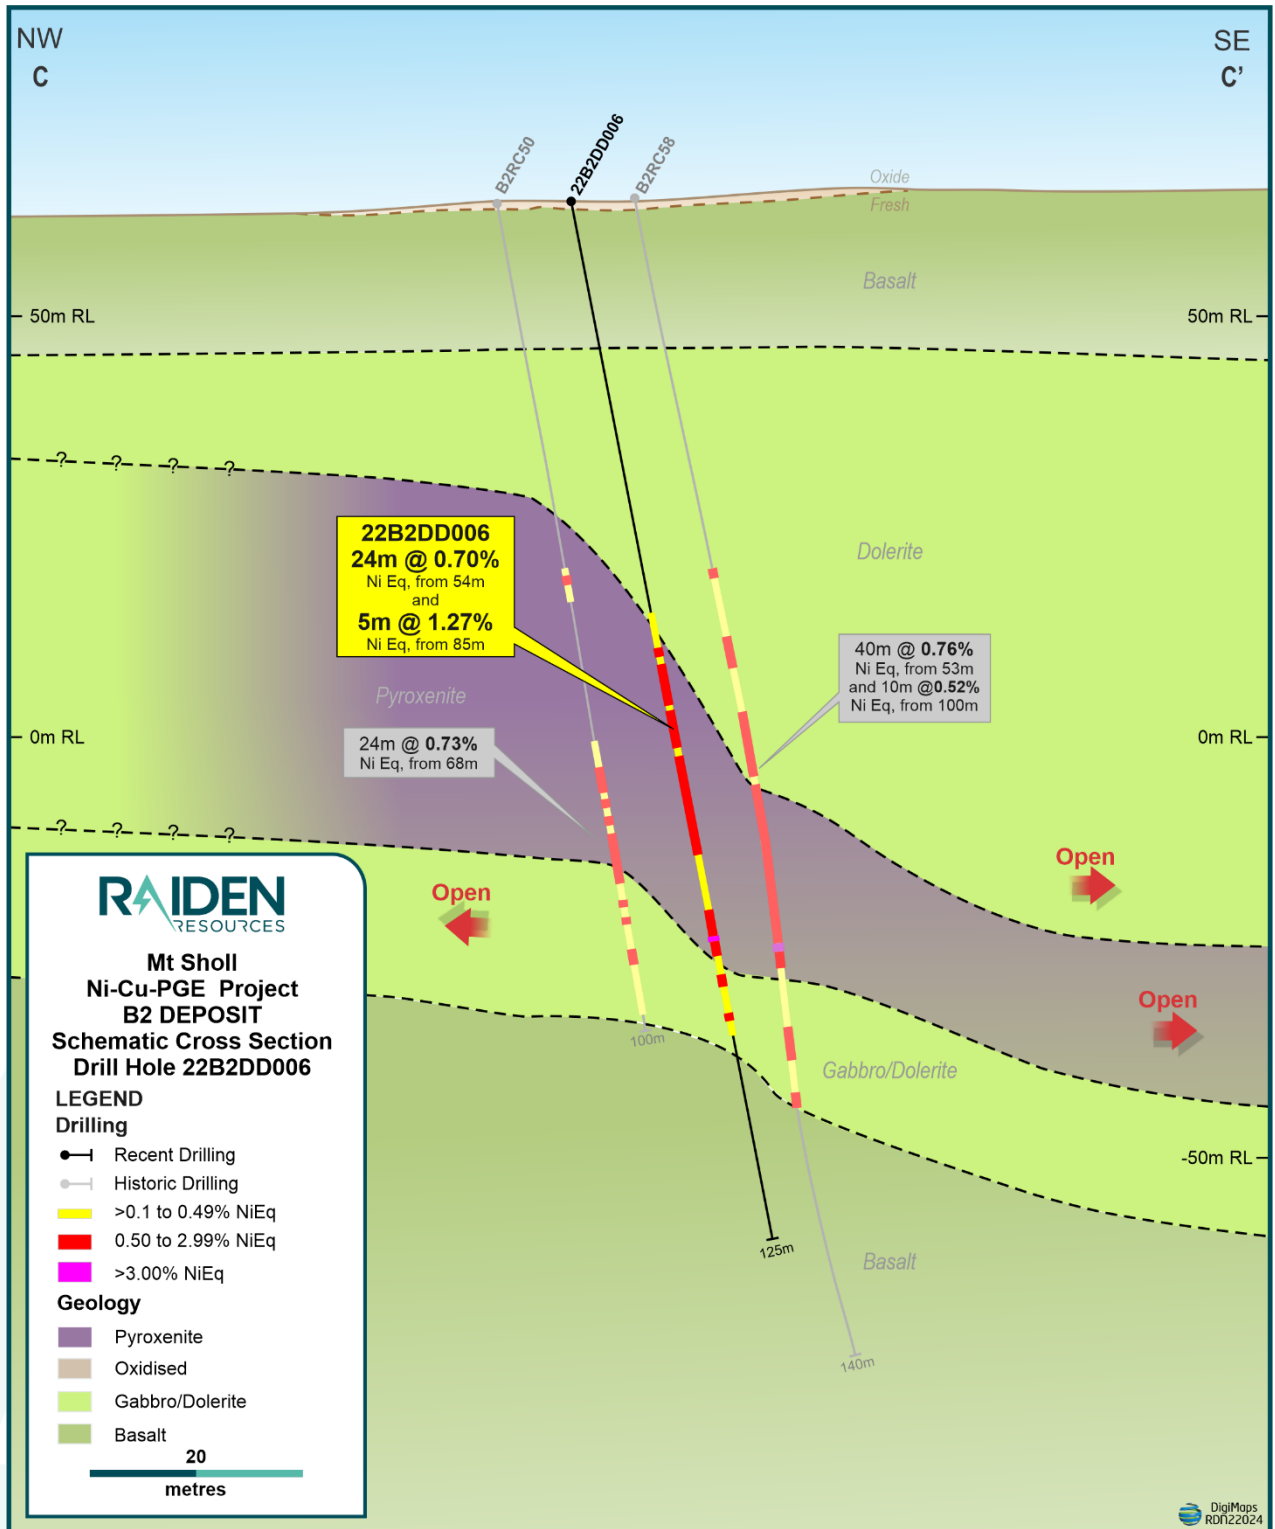 NW
C
SE
C'
B2RC50
22B2DD006
B2RC58
Oxide
Fresh
Basalt
50m RL
50m RL
?
?
?
?
Dolerite
22B2DD006
24m @ 0.70%
Ni Eq, from 54m
and
5m @ 1.27%
Ni Eq, from 85m
40m @ 0.76%
Ni Eq, from 53m
and 10m @0.52%
Ni Eq, from 100m
Pyroxenite
24m @ 0.73%
Ni Eq, from 68m
0m RL
0m RL
?
?
?
?
Open
Open
Open
100m
Gabbro/Dolerite
-50m RL
125m
Basalt
140m
RAIDEN
RESOURCES
Mt Sholl
Ni-Cu-PGE Project
B2 DEPOSIT
Schematic Cross Section
Drill Hole 22B2DD006
LEGEND
Drilling
Recent Drilling
Historic Drilling
>0.1 to 0.49% NiEq
0.50 to 2.99% NiEq
>3.00% NiEq
Geology
Pyroxenite
Oxidised
Gabbro/Dolerite
Basalt
20
metres
DigiMaps
RDN22024